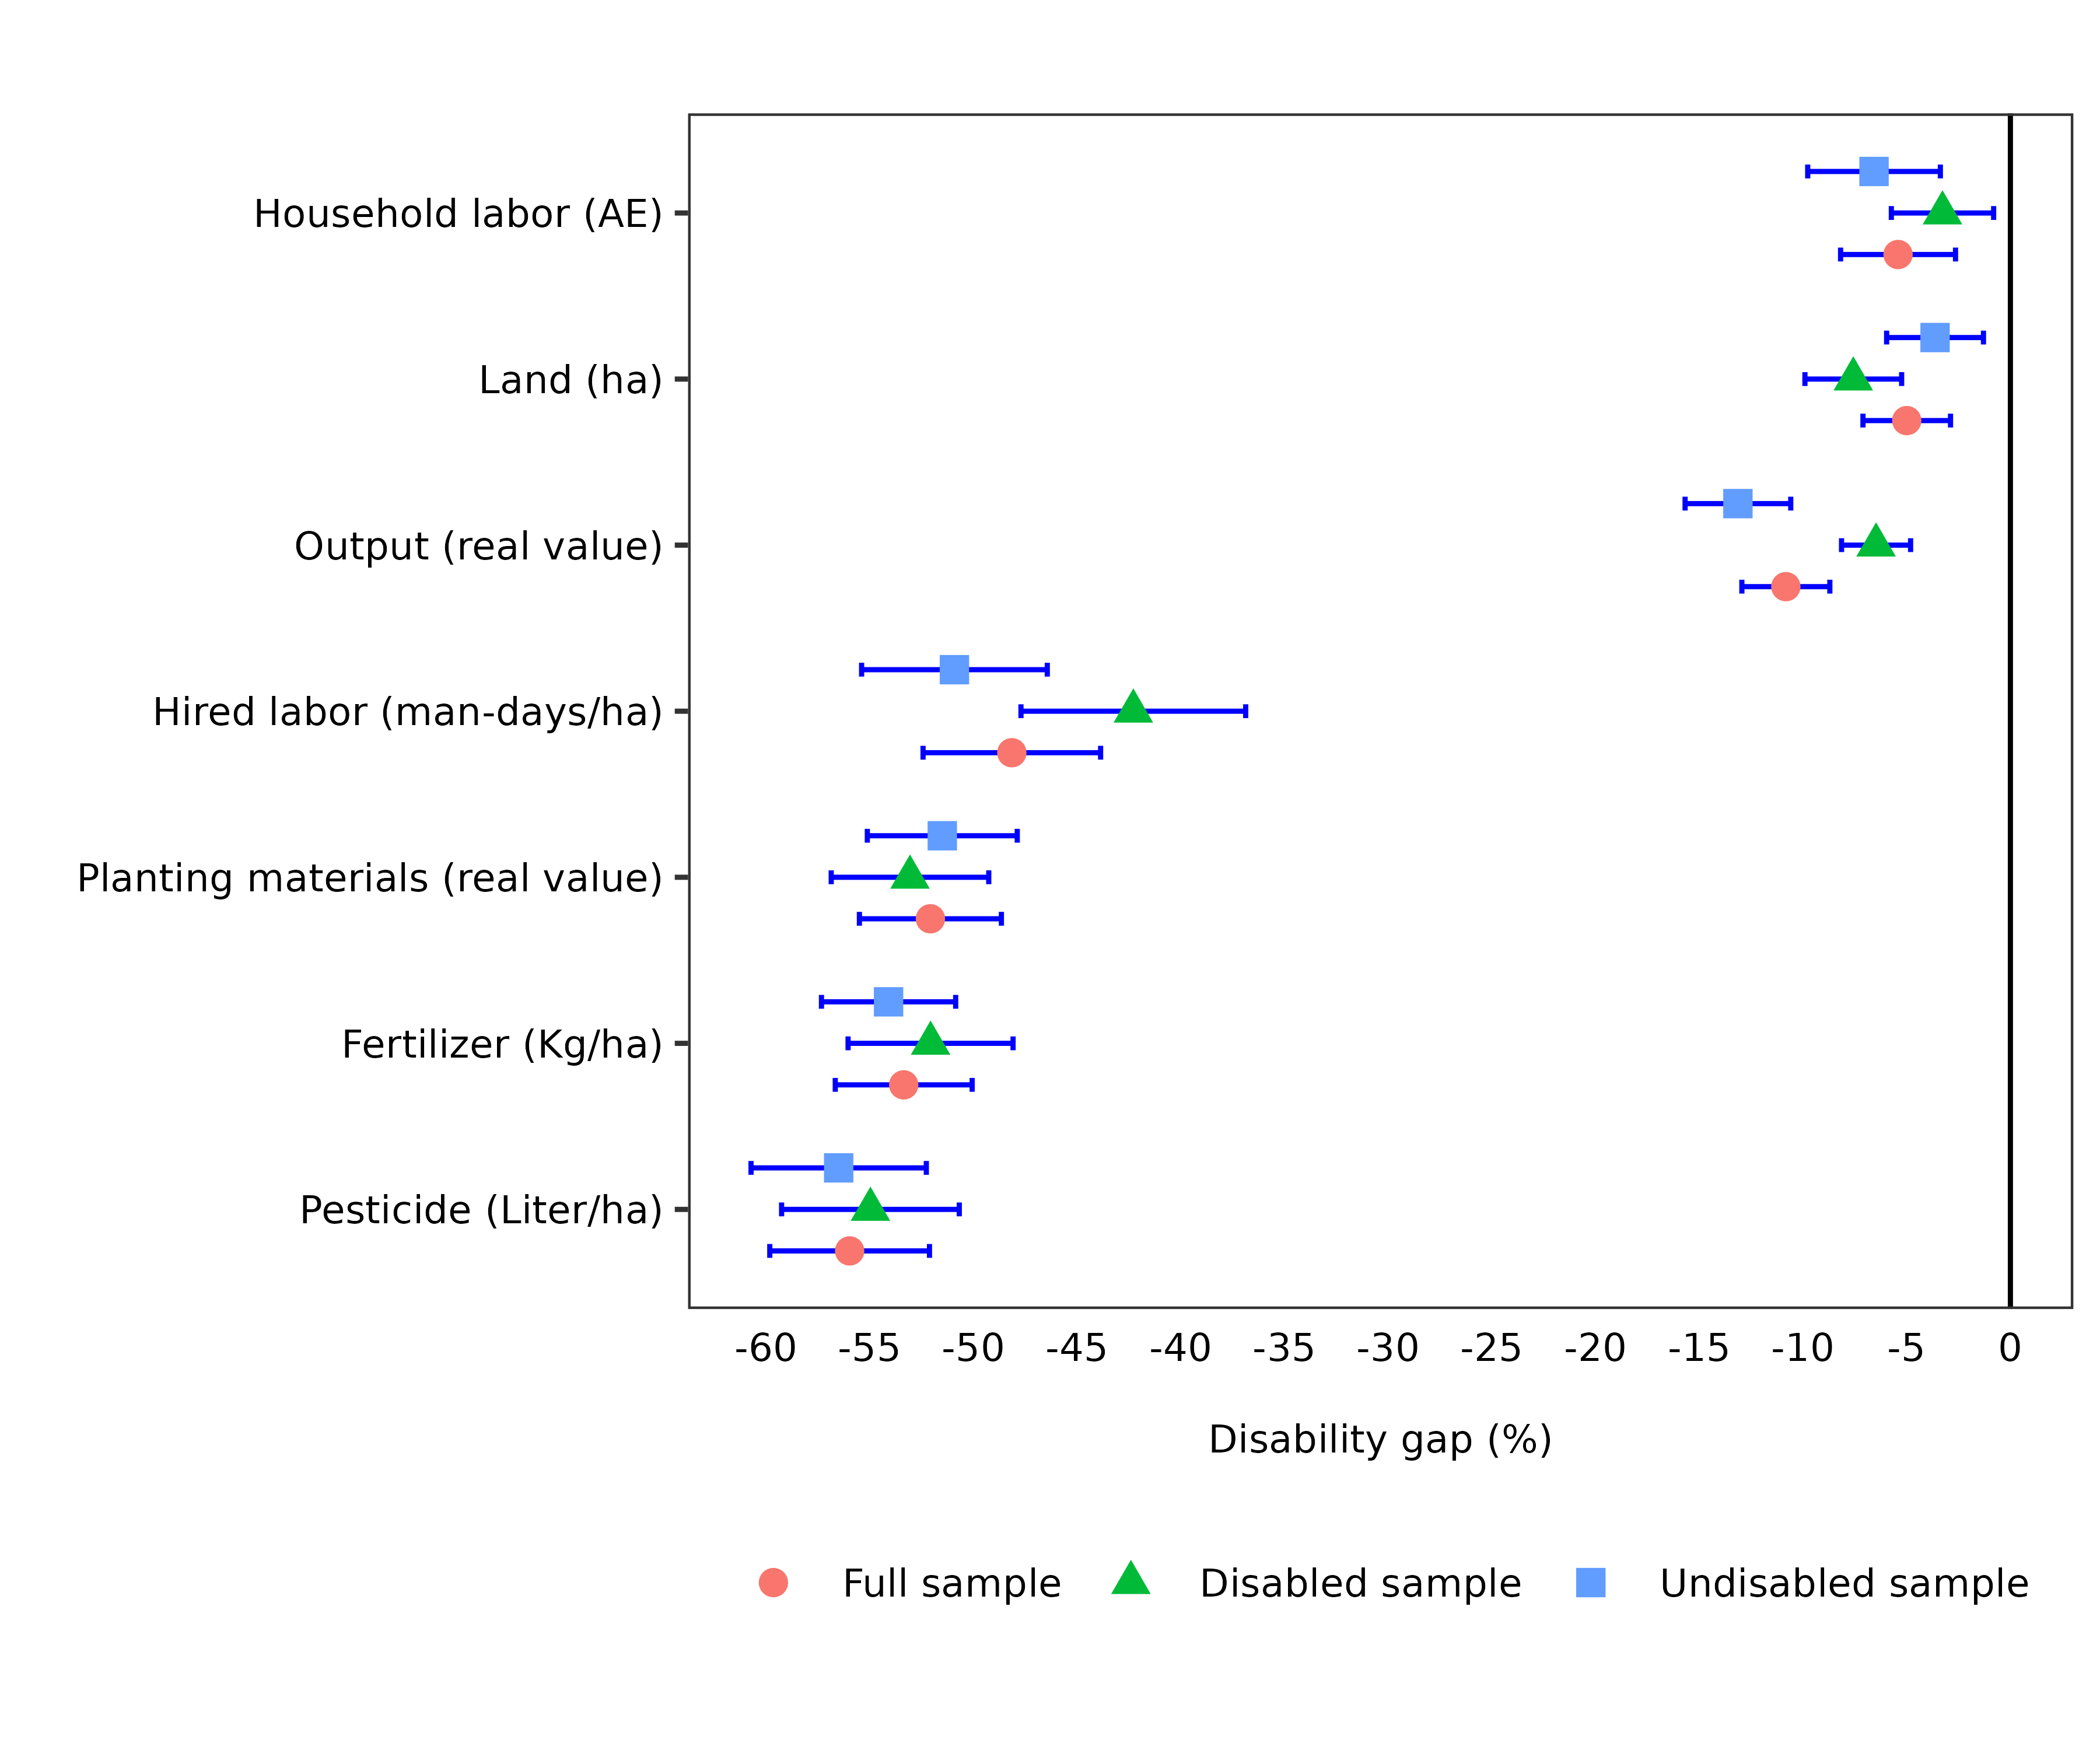 Household labor (AE)
Land (ha)
Output (real value)
Hired labor (man-days/ha)
Planting materials (real value)
Fertilizer (Kg/ha)
Pesticide (Liter/ha)
-60 -55 -50 -45 -40 -35 -30 -25 -20 -15 -10 -5 0
Disability gap (%)
Full sample Disabled sample Undisabled sample